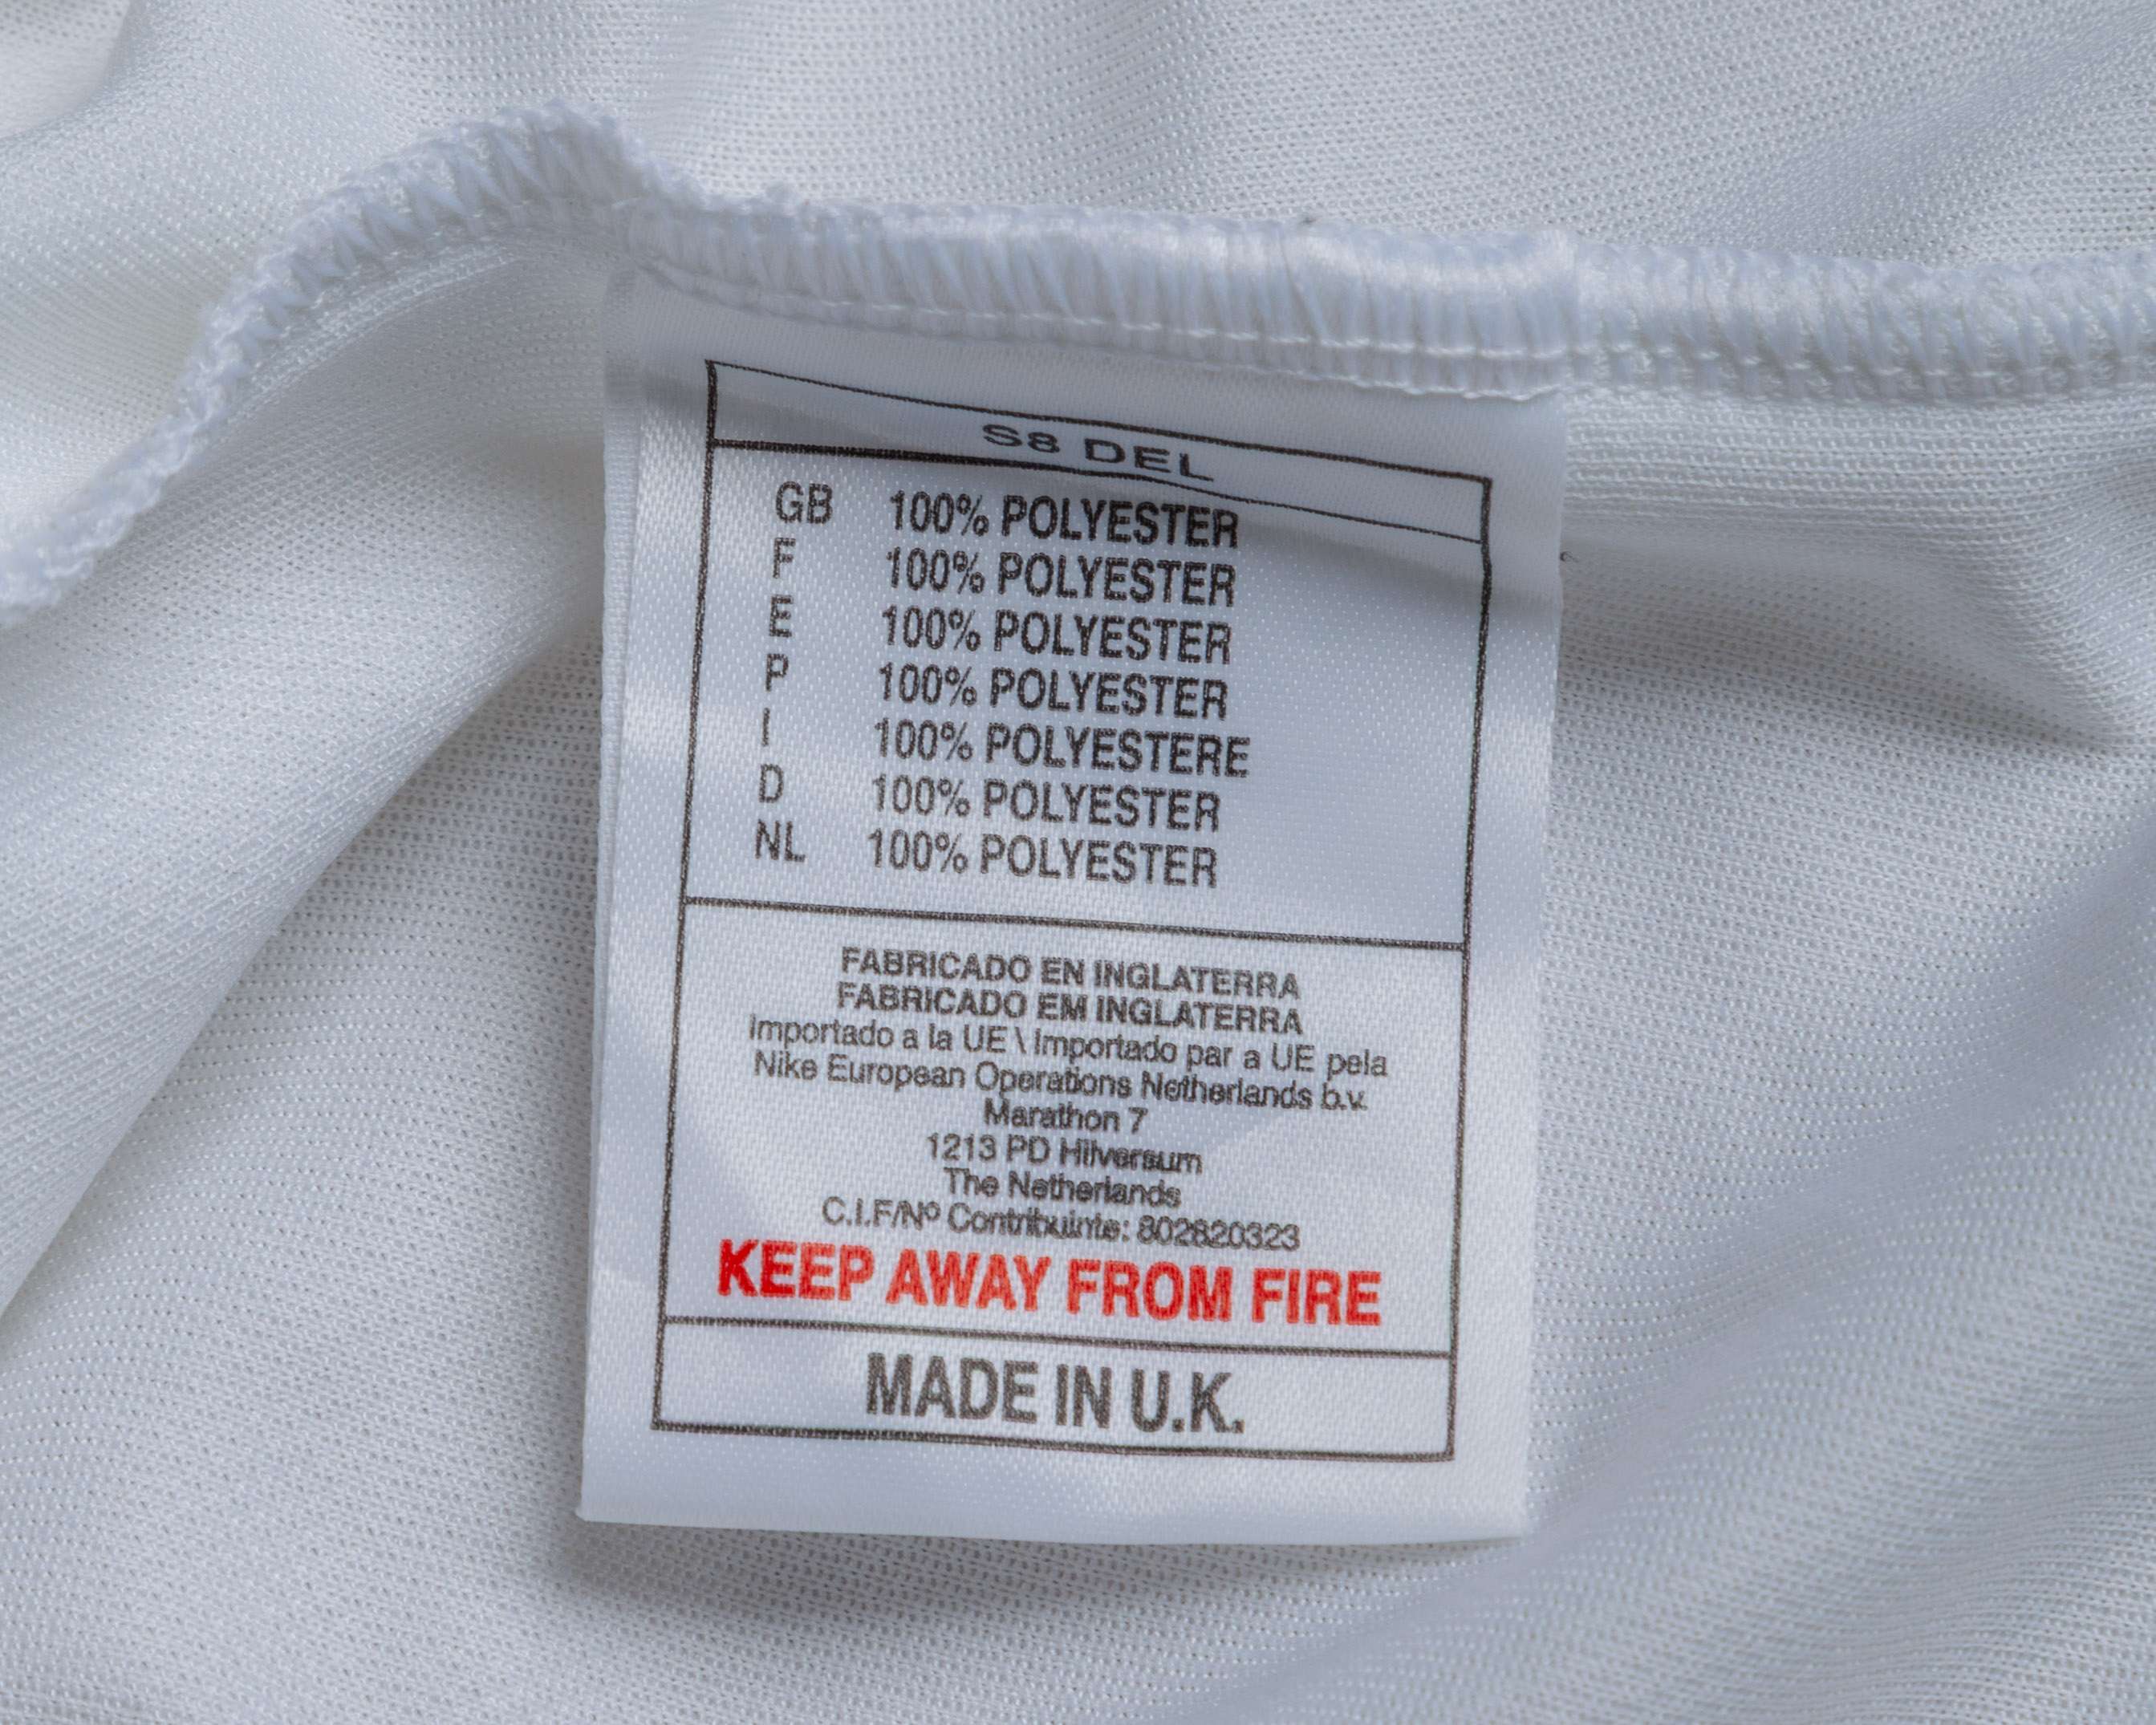 S8 DEL
GB 100% POLYESTER
F 100% POLYESTER
E 100% POLYESTER
P 100% POLYESTER
I 100% POLYESTERE
D 100% POLYESTER
NL 100% POLYESTER
FABRICADO EN INGLATERRA
FABRICADO EM INGLATERRA
Importado a la UE \ Importado par a UE pela
Nike European Operations Netherlands b.v.
Marathon 7
1213 PD Hilversum
The Netherlands
C.I.F/Nº Contribuinte: 802820323
KEEP AWAY FROM FIRE
MADE IN U.K.